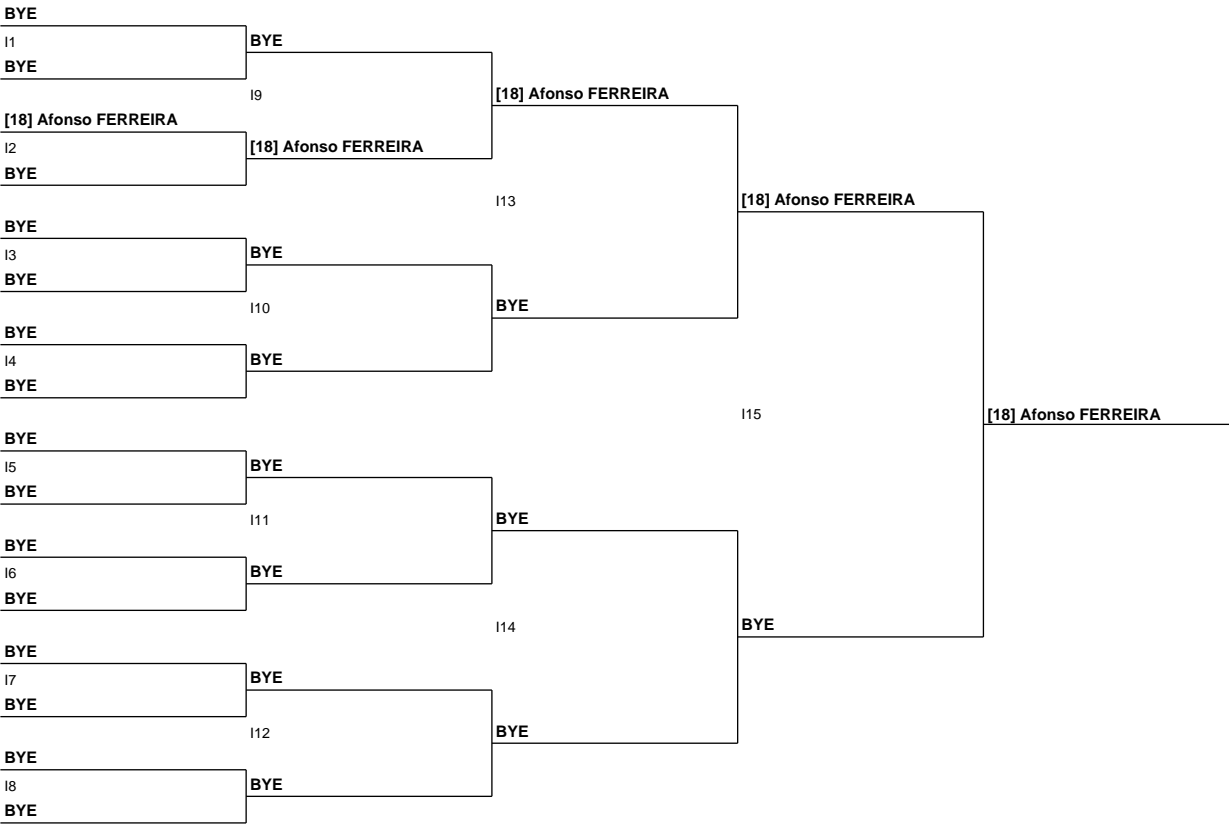 BYE
I1
BYE
BYE
I9
[18] Afonso FERREIRA
[18] Afonso FERREIRA
I2
BYE
[18] Afonso FERREIRA
I13
[18] Afonso FERREIRA
BYE
I3
BYE
BYE
I10
BYE
BYE
I4
BYE
BYE
I15
[18] Afonso FERREIRA
BYE
I5
BYE
BYE
I11
BYE
BYE
I6
BYE
BYE
I14
BYE
BYE
I7
BYE
BYE
I12
BYE
BYE
I8
BYE
BYE